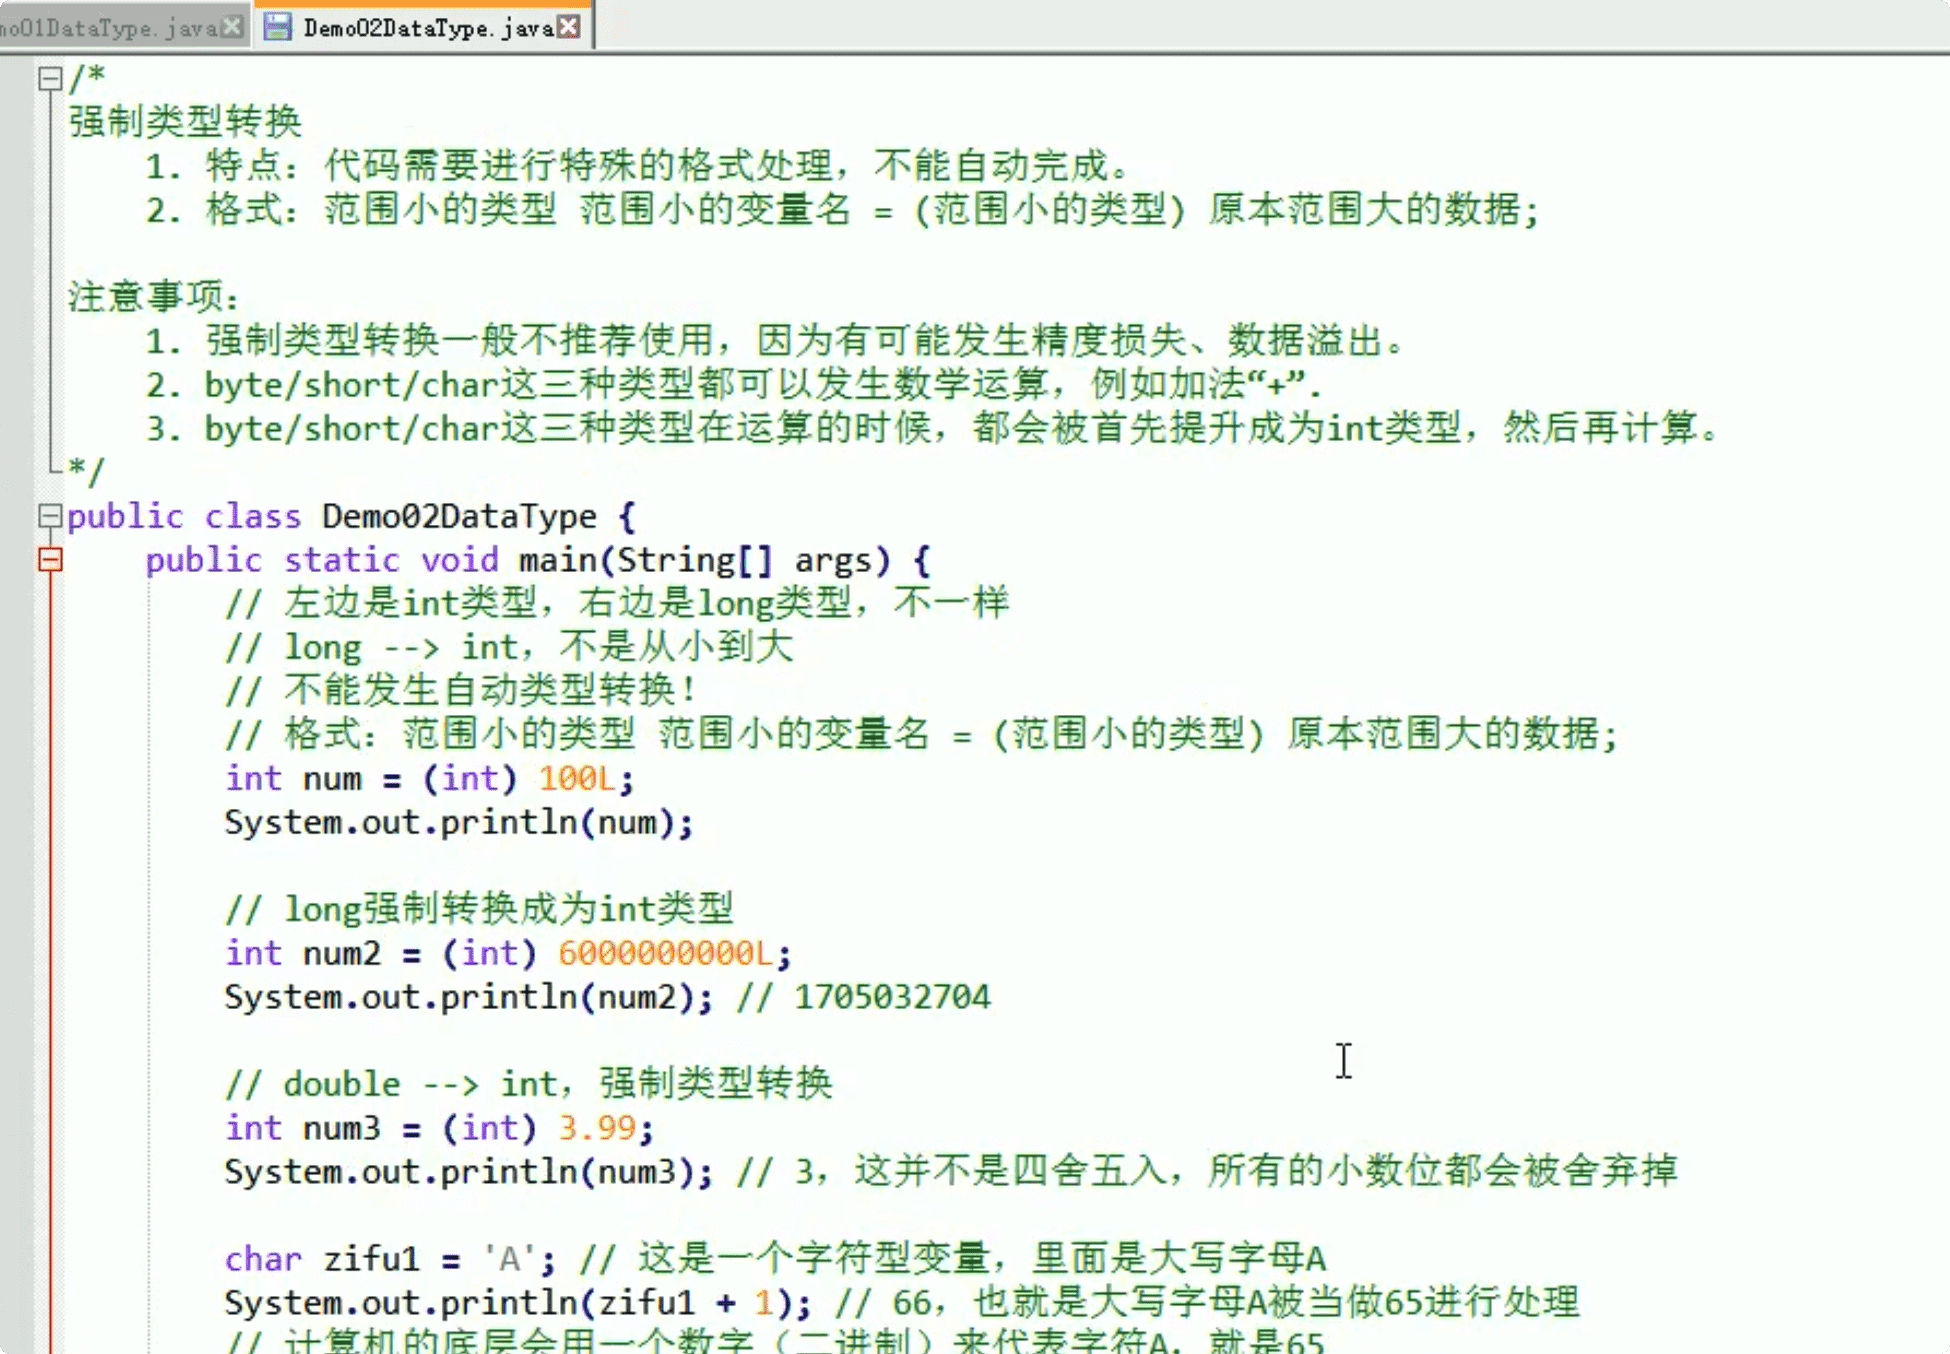 mo01DataType.java
Demo02DataType.java
/*
强制类型转换
    1. 特点：代码需要进行特殊的格式处理，不能自动完成。
    2. 格式：范围小的类型 范围小的变量名 = (范围小的类型) 原本范围大的数据;

注意事项：
    1. 强制类型转换一般不推荐使用，因为有可能发生精度损失、数据溢出。
    2. byte/short/char这三种类型都可以发生数学运算，例如加法“+”.
    3. byte/short/char这三种类型在运算的时候，都会被首先提升成为int类型，然后再计算。
*/
public class Demo02DataType {
    public static void main(String[] args) {
        // 左边是int类型，右边是long类型，不一样
        // long --> int，不是从小到大
        // 不能发生自动类型转换！
        // 格式：范围小的类型 范围小的变量名 = (范围小的类型) 原本范围大的数据;
        int num = (int) 100L;
        System.out.println(num);

        // long强制转换成为int类型
        int num2 = (int) 6000000000L;
        System.out.println(num2); // 1705032704

        // double --> int，强制类型转换
        int num3 = (int) 3.99;
        System.out.println(num3); // 3，这并不是四舍五入，所有的小数位都会被舍弃掉

        char zifu1 = 'A'; // 这是一个字符型变量，里面是大写字母A
        System.out.println(zifu1 + 1); // 66，也就是大写字母A被当做65进行处理
        // 计算机的底层会用一个数字（二进制）来代表字符A，就是65